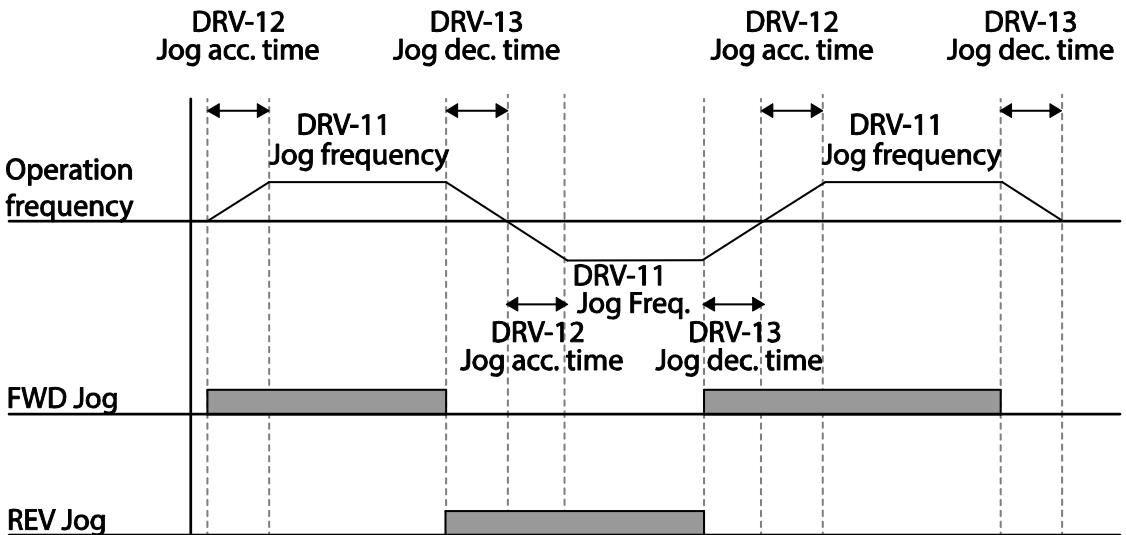 DRV-12
Jog acc. time
DRV-13
Jog dec. time
DRV-12
Jog acc. time
DRV-13
Jog dec. time
DRV-11
Jog frequency
DRV-11
Jog frequency
Operation
frequency
DRV-11
Jog Freq.
DRV-12
Jog acc. time
DRV-13
Jog dec. time
FWD Jog
REV Jog